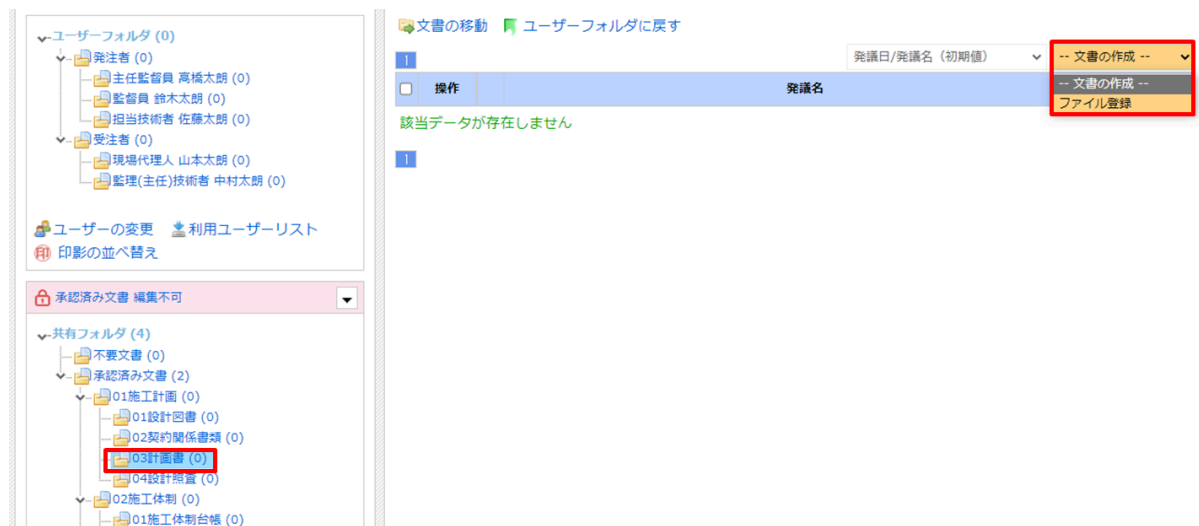 ユーザーフォルダ (0)
発注者 (0)
主任監督員 高橋太朗 (0)
監督員 鈴木太朗 (0)
担当技術者 佐藤太朗 (0)
受注者 (0)
現場代理人 山本太朗 (0)
監理(主任)技術者 中村太朗 (0)
ユーザーの変更 利用ユーザーリスト
印 印影の並べ替え
承認済み文書 編集不可
共有フォルダ (4)
不要文書 (0)
承認済み文書 (2)
01施工計画 (0)
01設計図書 (0)
02契約関係書類 (0)
03計画書 (0)
04設計照査 (0)
02施工体制 (0)
01施工体制台帳 (0)
文書の移動 ユーザーフォルダに戻す
1
発議日/発議名（初期値）
-- 文書の作成 --
-- 文書の作成 --
ファイル登録
操作 発議名
該当データが存在しません
1